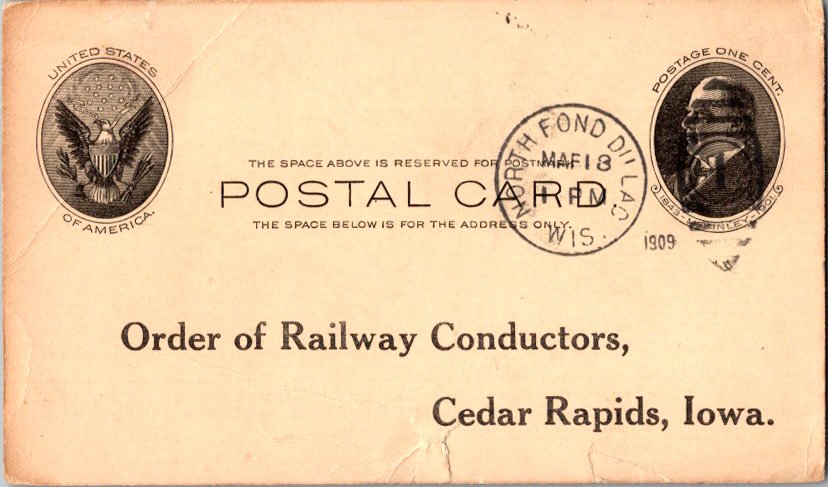 UNITED STATES
OF AMERICA.
POSTAGE ONE CENT.
1843 - McKINLEY - 1901.
THE SPACE ABOVE IS RESERVED FOR POSTMARK
POSTAL CARD.
THE SPACE BELOW IS FOR THE ADDRESS ONLY.
NORTH FOND DU LAC
18
PM
WIS.
1909
Order of Railway Conductors,
Cedar Rapids, Iowa.